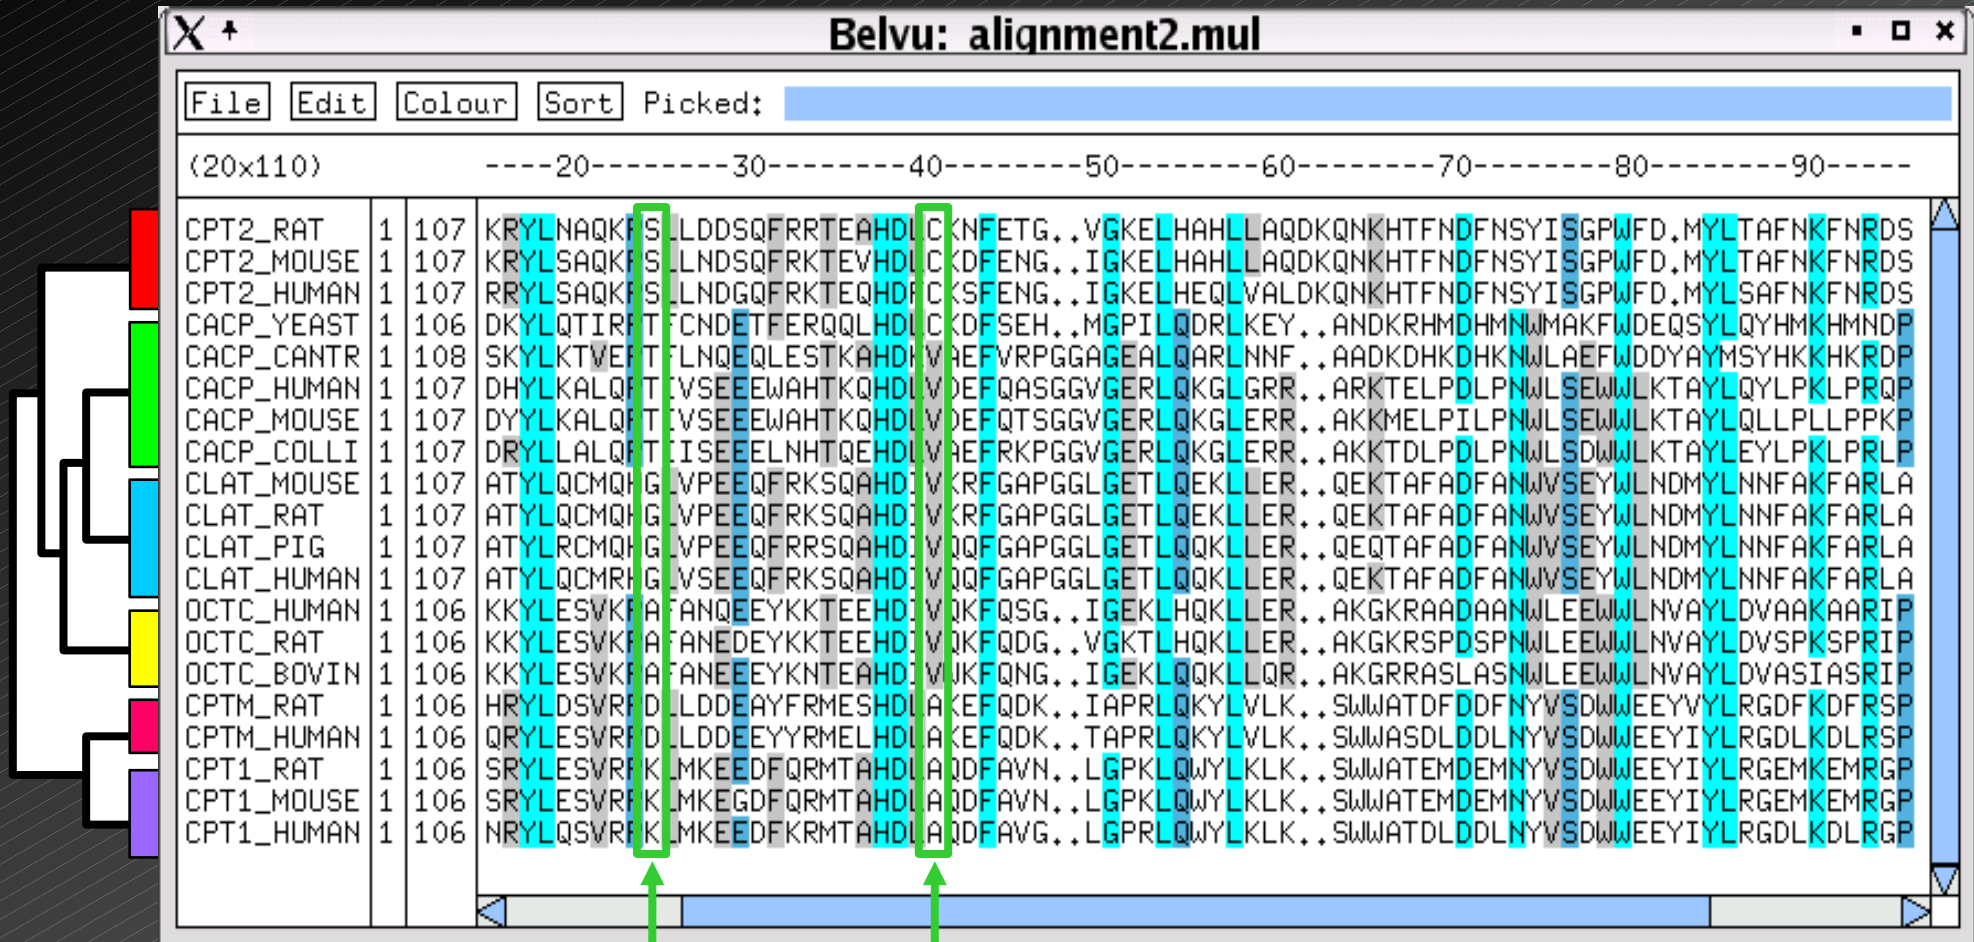 Belvu: alignment2.mul
File Edit Colour Sort Picked:
(20x110) ----20--------30--------40--------50--------60--------70--------80--------90-----
CPT2_RAT 1 107 KRYLNAQKPSLLDDSQFRRTEAHDLCKNFETG..VGKELHAHLLAQDKQNKHTFNDFNSYISGPWFD.MYLTAFNKFNRDS
CPT2_MOUSE 1 107 KRYLSAQKPSLLNDSQFRKTEVHDLCKDFENG..IGKELHAHLLAQDKQNKHTFNDFNSYISGPWFD.MYLTAFNKFNRDS
CPT2_HUMAN 1 107 RRYLSAQKPSLLNDGQFRKTEQHDFCKSFENG..IGKELHEQLVALDKQNKHTFNDFNSYISGPWFD.MYLSAFNKFNRDS
CACP_YEAST 1 106 DKYLQTIRPTFCNDETFERQQLHDLCKDFSEH..MGPILQDRLKEY..ANDKRHMDHMNWMAKFWDEQSYLQYHMKHMNDP
CACP_CANTR 1 108 SKYLKTVEPTFLNQEQLESTKAHDLVAEFVRPGGAGEALQARLNNF..AADKDHKDHKNWLAEFWDDYAYMSYHKKHKRDP
CACP_HUMAN 1 107 DHYLKALQPTIVSEEEWAHTKQHDLVDEFQASGGVGERLQKGLGRR..ARKTELPDLPNWLSEWWLKTAYLQYLPKLPRQP
CACP_MOUSE 1 107 DYYLKALQPTIVSEEEWAHTKQHDLVDEFQTSGGVGERLQKGLERR..AKKMELPILPNWLSEWWLKTAYLQLLPLLPPKP
CACP_COLLI 1 107 DRYLLALQPTIISEEELNHTQEHDLVAEFRKPGGVGERLQKGLERR..AKKTDLPDLPNWLSDWWLKTAYLEYLPKLPRLP
CLAT_MOUSE 1 107 ATYLQCMQHGLVPEEQFRKSQAHDIVKRFGAPGGLGETLQEKLLER..QEKTAFADFANWVSEYWLNDMYLNNFAKFARLA
CLAT_RAT 1 107 ATYLQCMQHGLVPEEQFRKSQAHDIVKRFGAPGGLGETLQEKLLER..QEKTAFADFANWVSEYWLNDMYLNNFAKFARLA
CLAT_PIG 1 107 ATYLRCMQHGLVPEEQFRRSQAHDIVQQFGAPGGLGETLQQKLLER..QEQTAFADFANWVSEYWLNDMYLNNFAKFARLA
CLAT_HUMAN 1 107 ATYLQCMRHGLVSEEQFRKSQAHDIVQQFGAPGGLGETLQQKLLER..QEKTAFADFANWVSEYWLNDMYLNNFAKFARLA
OCTC_HUMAN 1 106 KKYLESVKPAFANQEEYKKTEEHDIVQKFQSG..IGEKLHQKLLER..AKGKRAADAANWLEEWWLNVAYLDVAAKAARIP
OCTC_RAT 1 106 KKYLESVKPAFANEDEYKKTEEHDIVQKFQDG..VGKTLHQKLLER..AKGKRSPDSPNWLEEWWLNVAYLDVSPKSPRIP
OCTC_BOVIN 1 106 KKYLESVKPAFANEEEYKNTEAHDIVWKFQNG..IGEKLQQKLLQR..AKGRRASLASNWLEEWWLNVAYLDVASIASRIP
CPTM_RAT 1 106 HRYLDSVRPDLLDDEAYFRMESHDLAKEFQDK..IAPRLQKYLVLK..SWWATDFDDFNYVSDWWEEYVYLRGDFKDFRSP
CPTM_HUMAN 1 106 QRYLESVRPDLLDDEEYYRMELHDLAKEFQDK..TAPRLQKYLVLK..SWWASDLDDLNYVSDWWEEYIYLRGDLKDLRSP
CPT1_RAT 1 106 SRYLESVRPKLMKEEDFQRMTAHDLAQDFAVN..LGPKLQWYLKLK..SWWATEMDEMNYVSDWWEEYIYLRGEMKEMRGP
CPT1_MOUSE 1 106 SRYLESVRPKLMKEGDFQRMTAHDLAQDFAVN..LGPKLQWYLKLK..SWWATEMDEMNYVSDWWEEYIYLRGEMKEMRGP
CPT1_HUMAN 1 106 NRYLQSVRPKLMKEEDFKRMTAHDLAQDFAVG..LGPRLQWYLKLK..SWWATDLDDLNYVSDWWEEYIYLRGDLKDLRGP